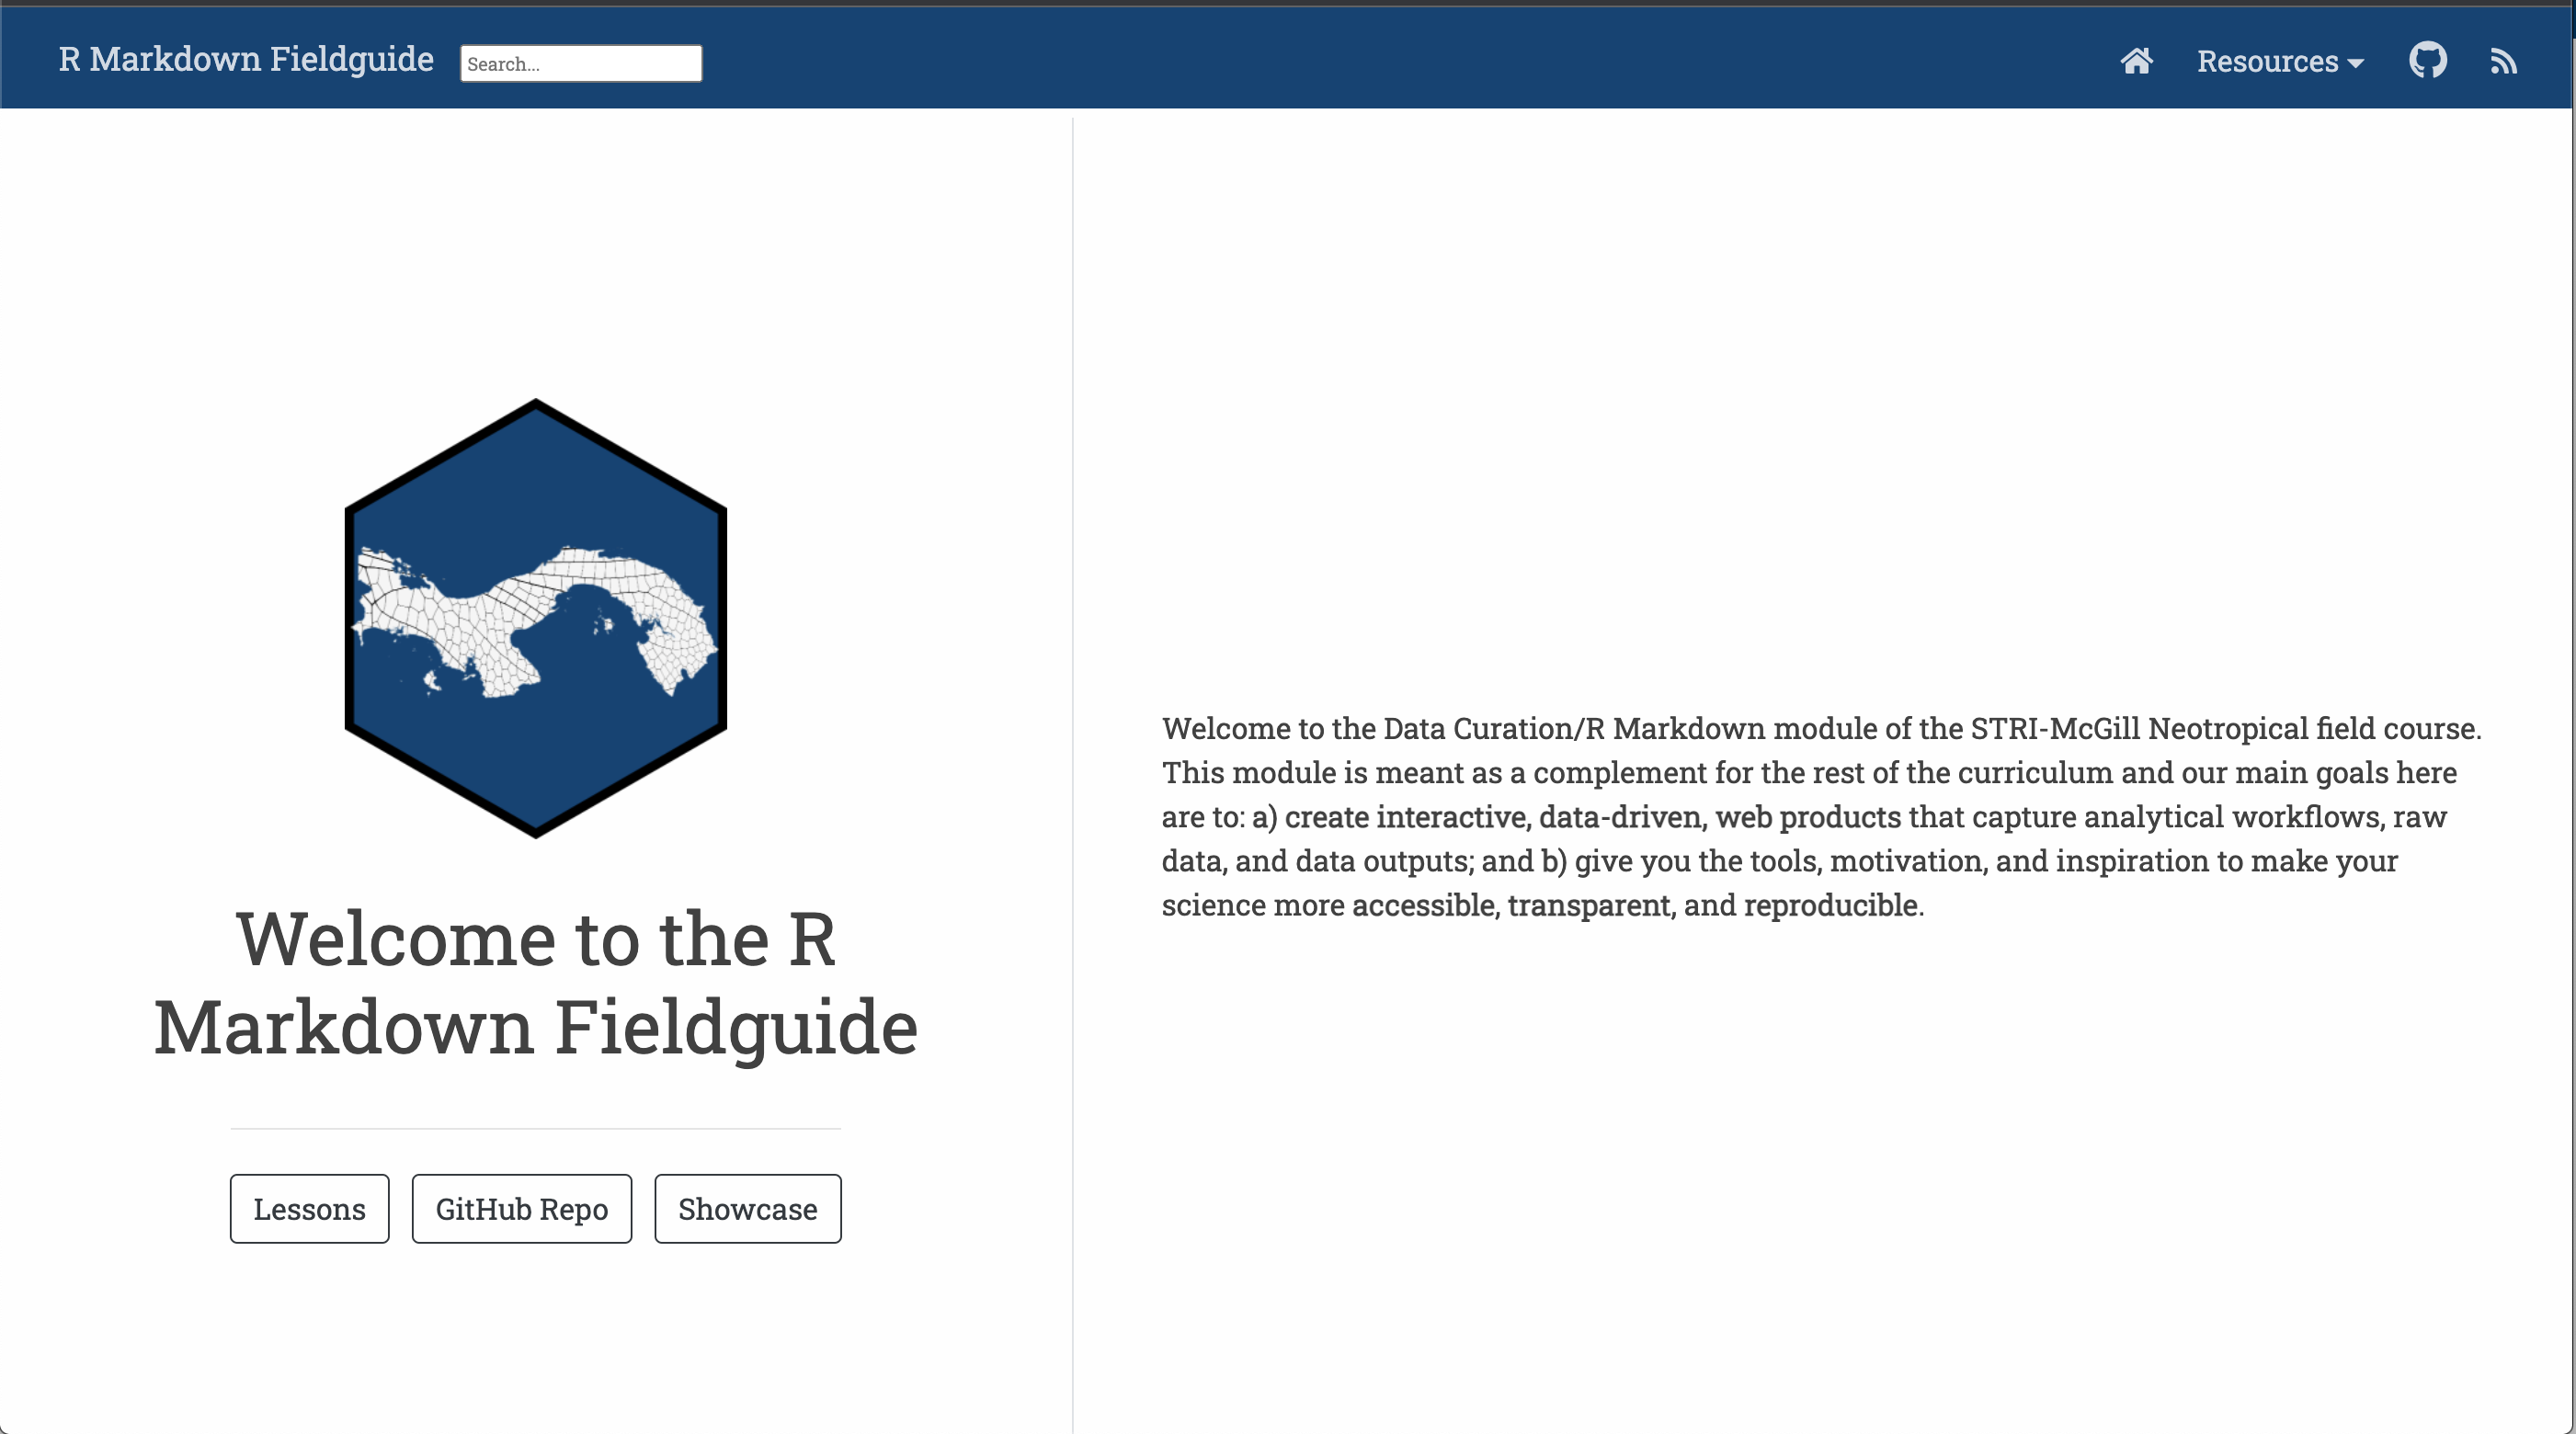 R Markdown Fieldguide
Search...
Resources
Welcome to the R
Markdown Fieldguide
Lessons
GitHub Repo
Showcase
Welcome to the Data Curation/R Markdown module of the STRI-McGill Neotropical field course.
This module is meant as a complement for the rest of the curriculum and our main goals here
are to: a) create interactive, data-driven, web products that capture analytical workflows, raw
data, and data outputs; and b) give you the tools, motivation, and inspiration to make your
science more accessible, transparent, and reproducible.